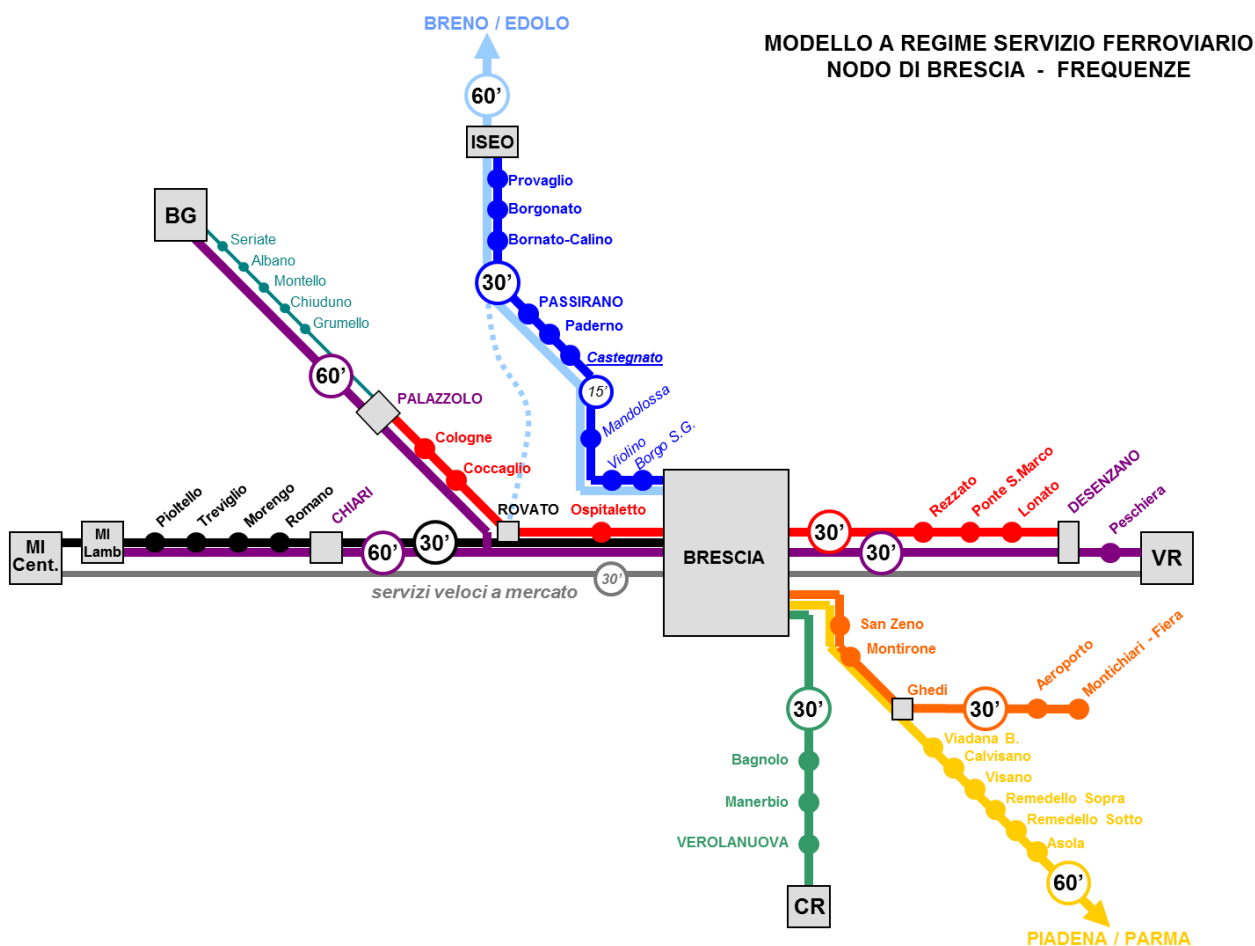 BRENO / EDOLO
MODELLO A REGIME SERVIZIO FERROVIARIO
NODO DI BRESCIA - FREQUENZE
60’
ISEO
Provaglio
Borgonato
Bornato-Calino
30’
PASSIRANO
Paderno
Castegnato
15’
Mandolossa
Violino
Borgo S.G.
BG
Seriate
Albano
Montello
Chiuduno
Grumello
60’
PALAZZOLO
Cologne
Coccaglio
ROVATO
Ospitaletto
MI
Cent.
MI
Lamb
Pioltello
Treviglio
Morengo
Romano
CHIARI
60’
30’
servizi veloci a mercato
30’
BRESCIA
30’
30’
Rezzato
Ponte S.Marco
Lonato
DESENZANO
Peschiera
VR
San Zeno
Montirone
Ghedi
30’
Aeroporto
Montichiari - Fiera
30’
Bagnolo
Manerbio
VEROLANUOVA
CR
Viadana B.
Calvisano
Visano
Remedello Sopra
Remedello Sotto
Asola
60’
PIADENA / PARMA